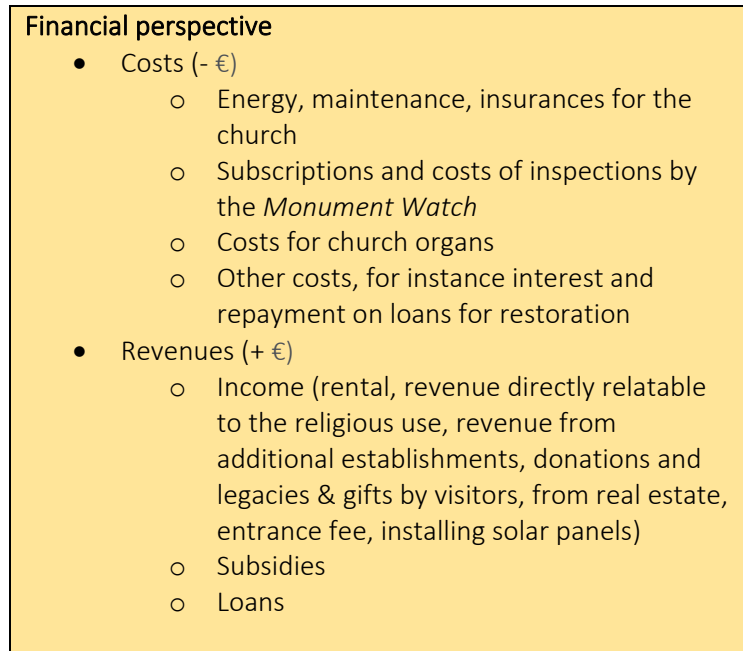 Financial perspective
• Costs (- €)
o Energy, maintenance, insurances for the
church
o Subscriptions and costs of inspections by
the Monument Watch
o Costs for church organs
o Other costs, for instance interest and
repayment on loans for restoration
• Revenues (+ €)
o Income (rental, revenue directly relatable
to the religious use, revenue from
additional establishments, donations and
legacies & gifts by visitors, from real estate,
entrance fee, installing solar panels)
o Subsidies
o Loans